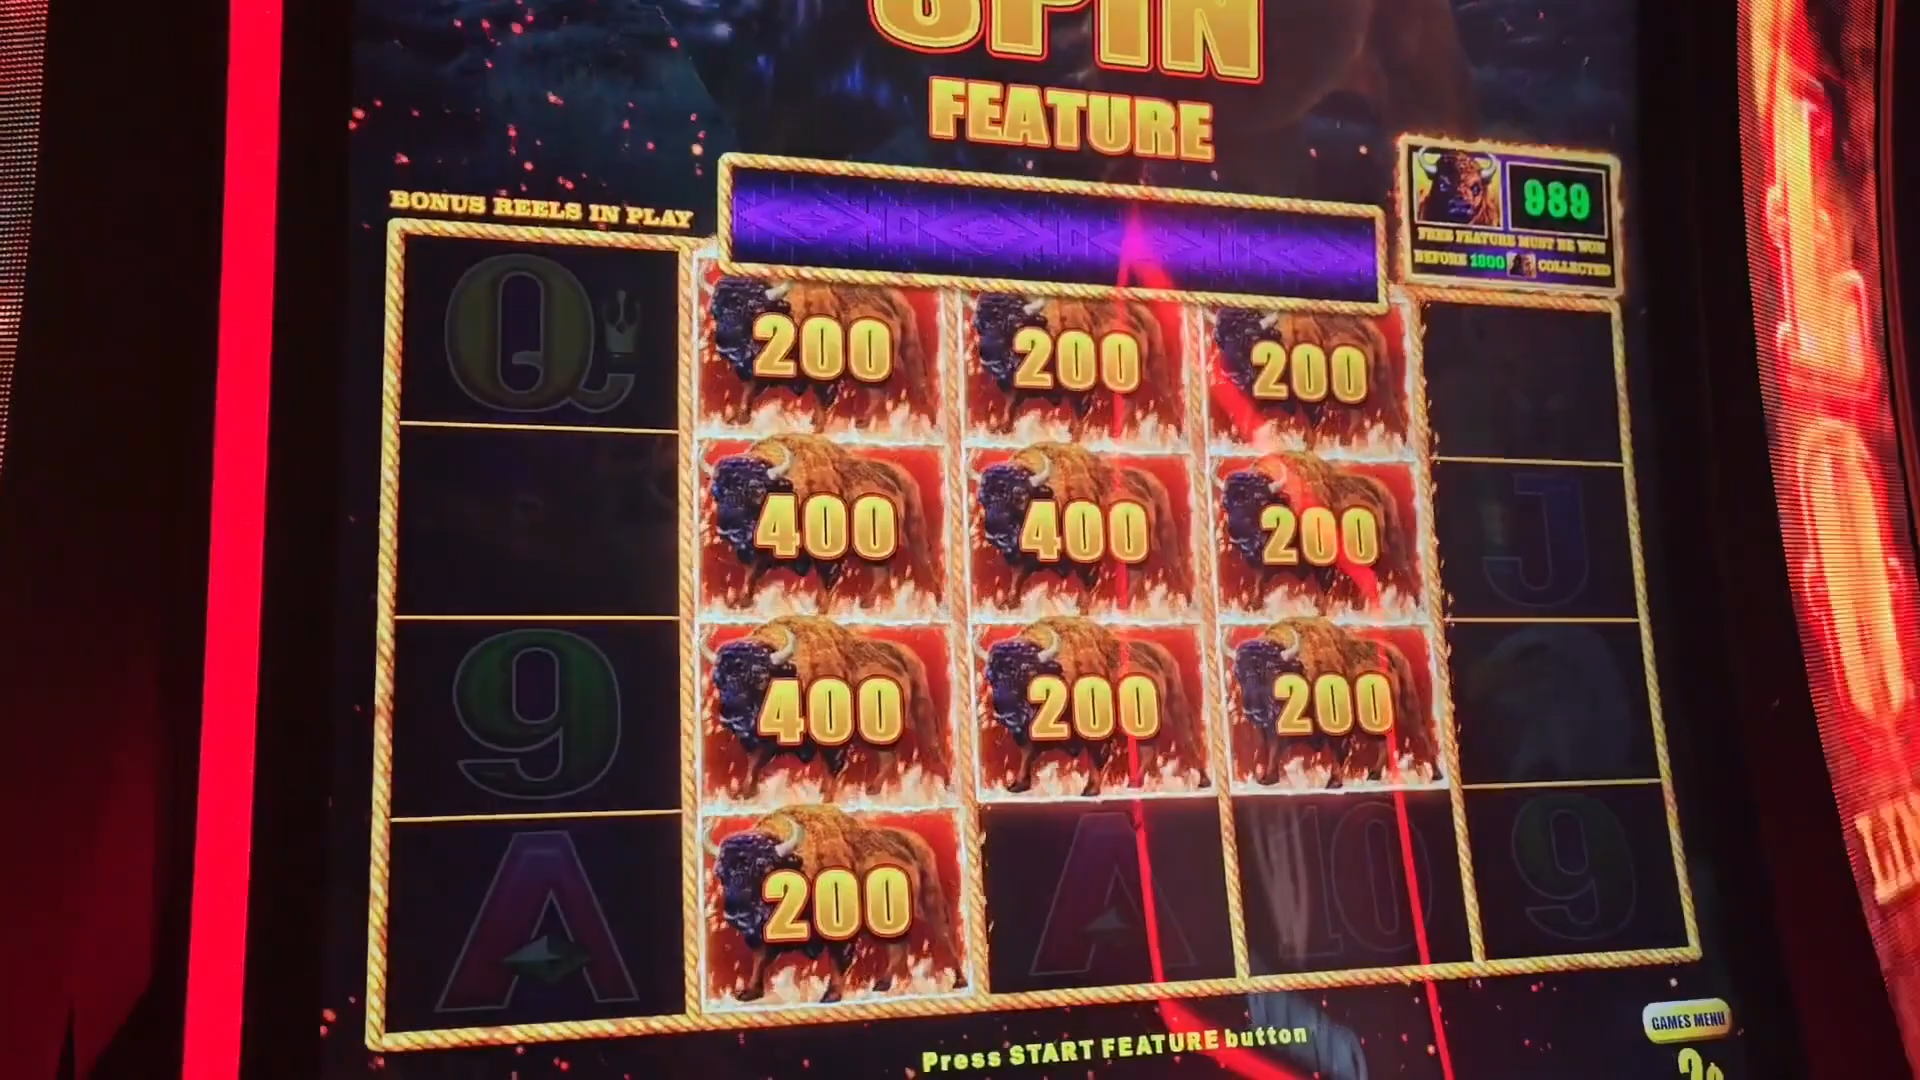 SPIN
FEATURE
BONUS REELS IN PLAY
989
FREE FEATURE MUST BE WON
BEFORE 1800 COLLECTED
Q
200 200 200
400 400 200
J
9
400 200 200
A
200
A
10
9
Press START FEATURE button
GAMES MENU